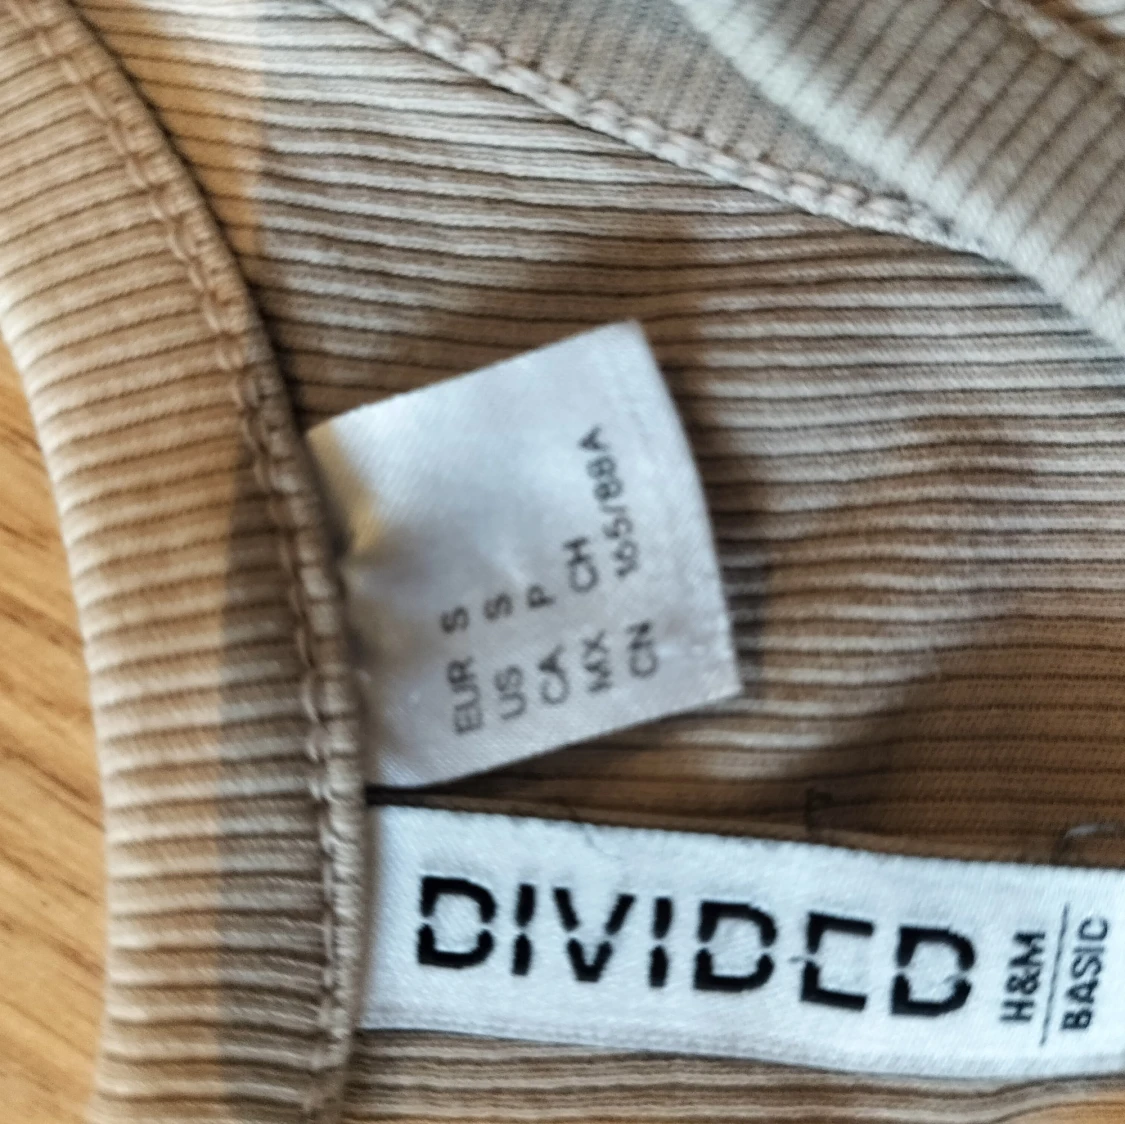 EUR S
US S
CA P
MX CH
CN 165/88A
DIVIDED
H&M
BASIC